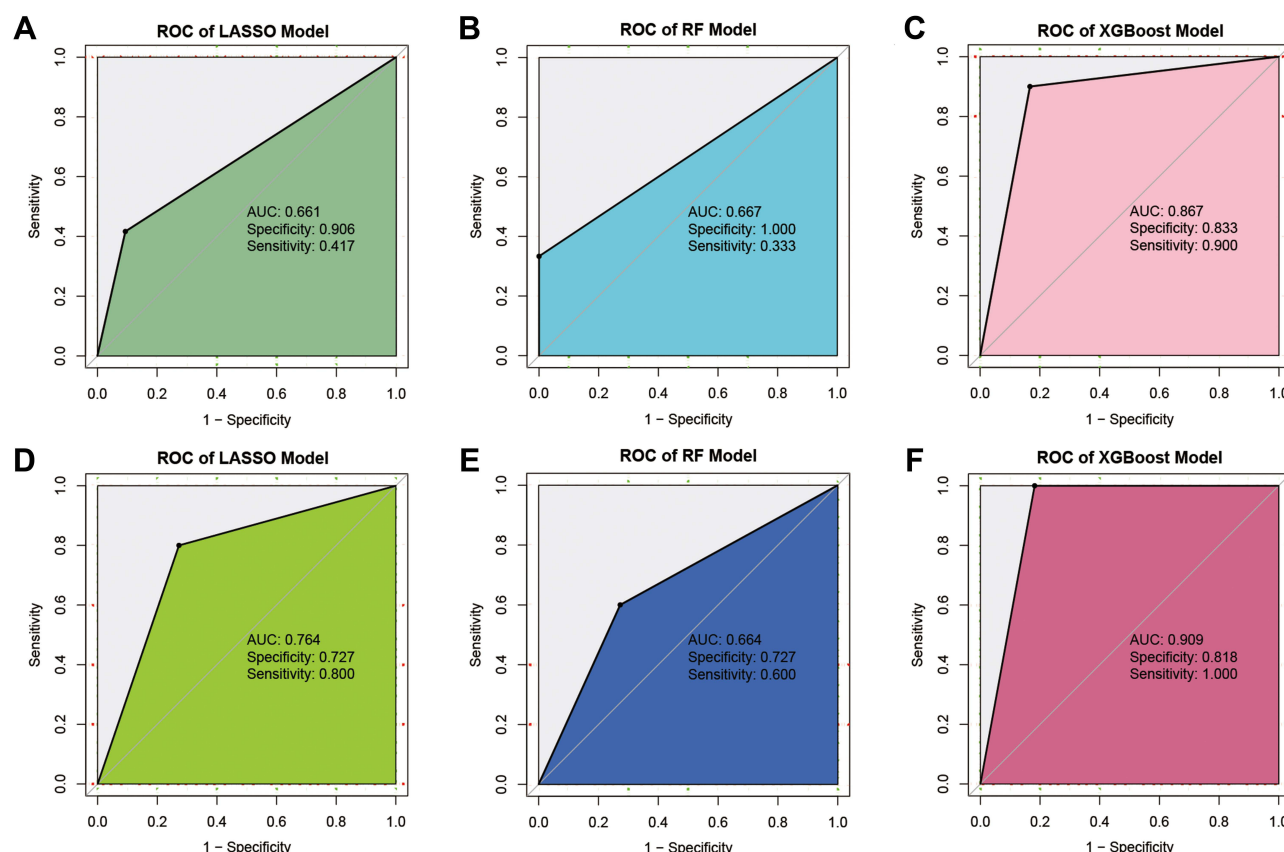 A
ROC of LASSO Model
Sensitivity
1.0
0.8
0.6
0.4
0.2
0.0
AUC: 0.661
Specificity: 0.906
Sensitivity: 0.417
0.0 0.2 0.4 0.6 0.8 1.0
1 − Specificity
B
ROC of RF Model
Sensitivity
1.0
0.8
0.6
0.4
0.2
0.0
AUC: 0.667
Specificity: 1.000
Sensitivity: 0.333
0.0 0.2 0.4 0.6 0.8 1.0
1 − Specificity
C
ROC of XGBoost Model
Sensitivity
1.0
0.8
0.6
0.4
0.2
0.0
AUC: 0.867
Specificity: 0.833
Sensitivity: 0.900
0.0 0.2 0.4 0.6 0.8 1.0
1 − Specificity
D
ROC of LASSO Model
Sensitivity
1.0
0.8
0.6
0.4
0.2
0.0
AUC: 0.764
Specificity: 0.727
Sensitivity: 0.800
0.0 0.2 0.4 0.6 0.8 1.0
1 − Specificity
E
ROC of RF Model
Sensitivity
1.0
0.8
0.6
0.4
0.2
0.0
AUC: 0.664
Specificity: 0.727
Sensitivity: 0.600
0.0 0.2 0.4 0.6 0.8 1.0
1 − Specificity
F
ROC of XGBoost Model
Sensitivity
1.0
0.8
0.6
0.4
0.2
0.0
AUC: 0.909
Specificity: 0.818
Sensitivity: 1.000
0.0 0.2 0.4 0.6 0.8 1.0
1 − Specificity